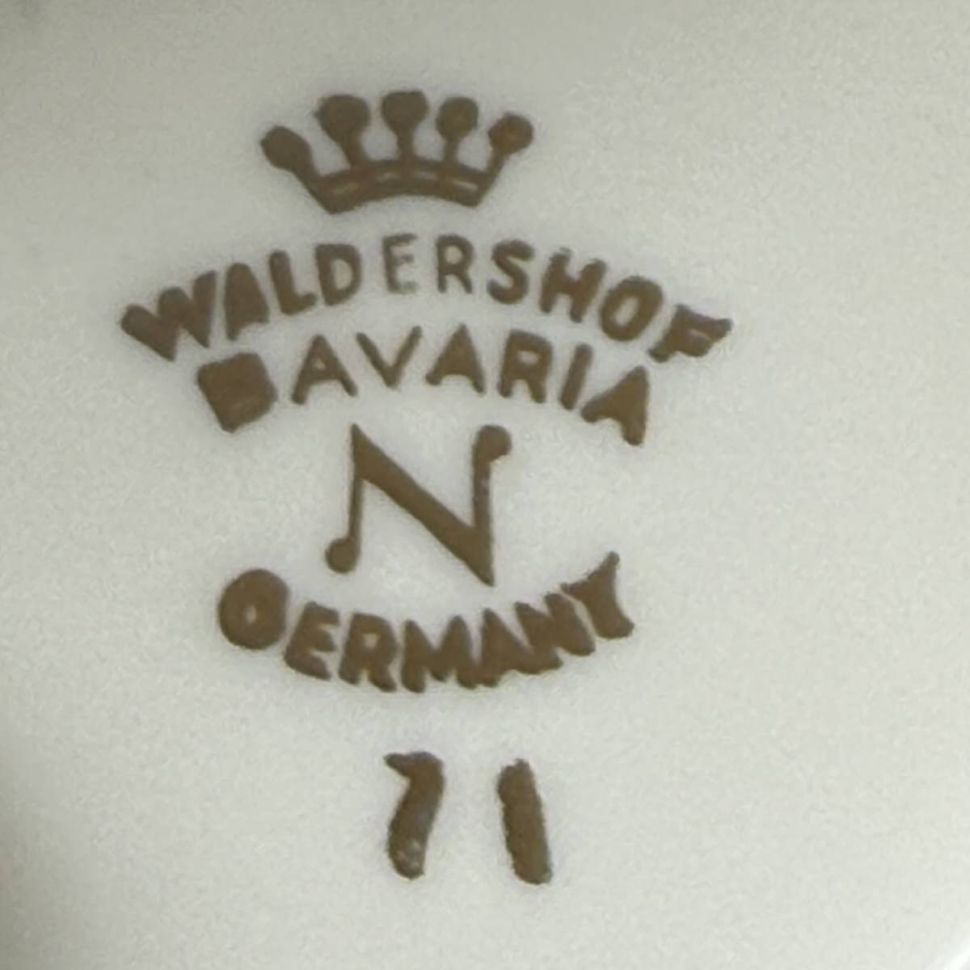 WALDERSHOF
BAVARIA
N
GERMANY
71